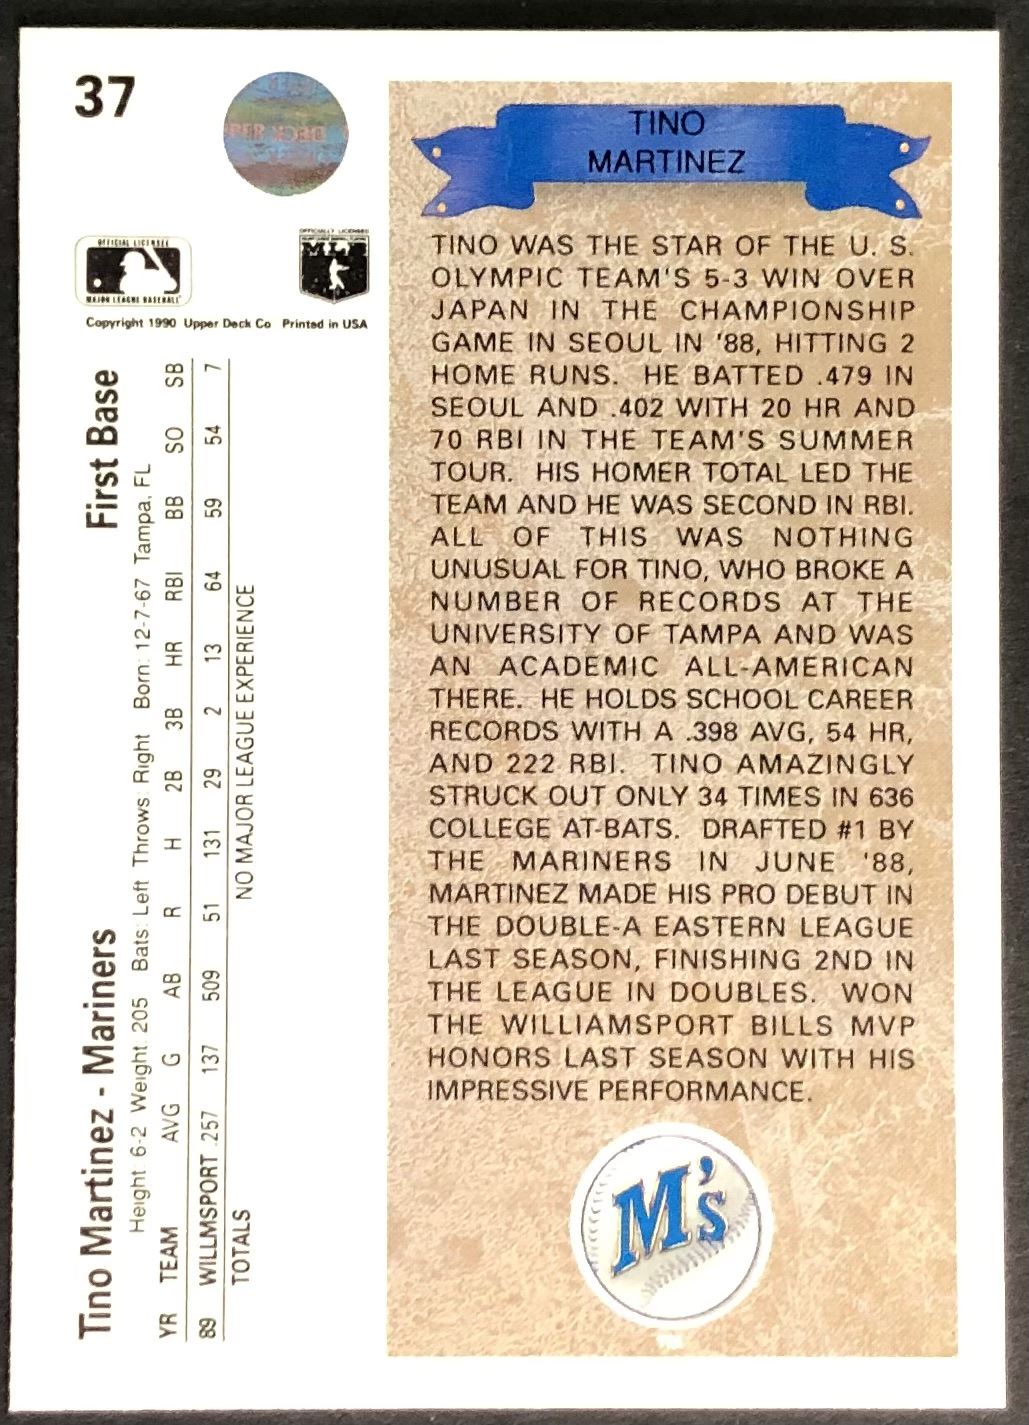 37
OFFICIAL LICENSEE
MAJOR LEAGUE BASEBALL
OFFICIALLY LICENSED
Copyright 1990 Upper Deck Co Printed in USA
Tino Martinez - Mariners First Base
Height 6-2 Weight 205 Bats: Left Throws: Right Born: 12-7-67 Tampa, FL
YR TEAM AVG G AB R H 2B 3B HR RBI BB SO SB
89 WILLMSPORT .257 137 509 51 131 29 2 13 64 59 54 7
TOTALS NO MAJOR LEAGUE EXPERIENCE
TINO
MARTINEZ
TINO WAS THE STAR OF THE U. S.
OLYMPIC TEAM'S 5-3 WIN OVER
JAPAN IN THE CHAMPIONSHIP
GAME IN SEOUL IN '88, HITTING 2
HOME RUNS. HE BATTED .479 IN
SEOUL AND .402 WITH 20 HR AND
70 RBI IN THE TEAM'S SUMMER
TOUR. HIS HOMER TOTAL LED THE
TEAM AND HE WAS SECOND IN RBI.
ALL OF THIS WAS NOTHING
UNUSUAL FOR TINO, WHO BROKE A
NUMBER OF RECORDS AT THE
UNIVERSITY OF TAMPA AND WAS
AN ACADEMIC ALL-AMERICAN
THERE. HE HOLDS SCHOOL CAREER
RECORDS WITH A .398 AVG, 54 HR,
AND 222 RBI. TINO AMAZINGLY
STRUCK OUT ONLY 34 TIMES IN 636
COLLEGE AT-BATS. DRAFTED #1 BY
THE MARINERS IN JUNE '88,
MARTINEZ MADE HIS PRO DEBUT IN
THE DOUBLE-A EASTERN LEAGUE
LAST SEASON, FINISHING 2ND IN
THE LEAGUE IN DOUBLES. WON
THE WILLIAMSPORT BILLS MVP
HONORS LAST SEASON WITH HIS
IMPRESSIVE PERFORMANCE.
M's